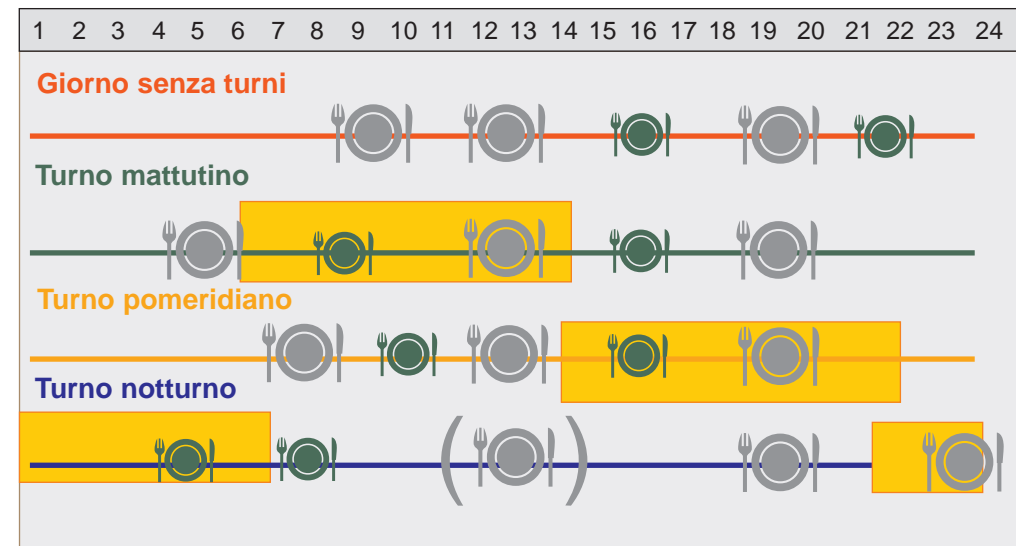 1 2 3 4 5 6 7 8 9 10 11 12 13 14 15 16 17 18 19 20 21 22 23 24
Giorno senza turni
Turno mattutino
Turno pomeridiano
Turno notturno
( )